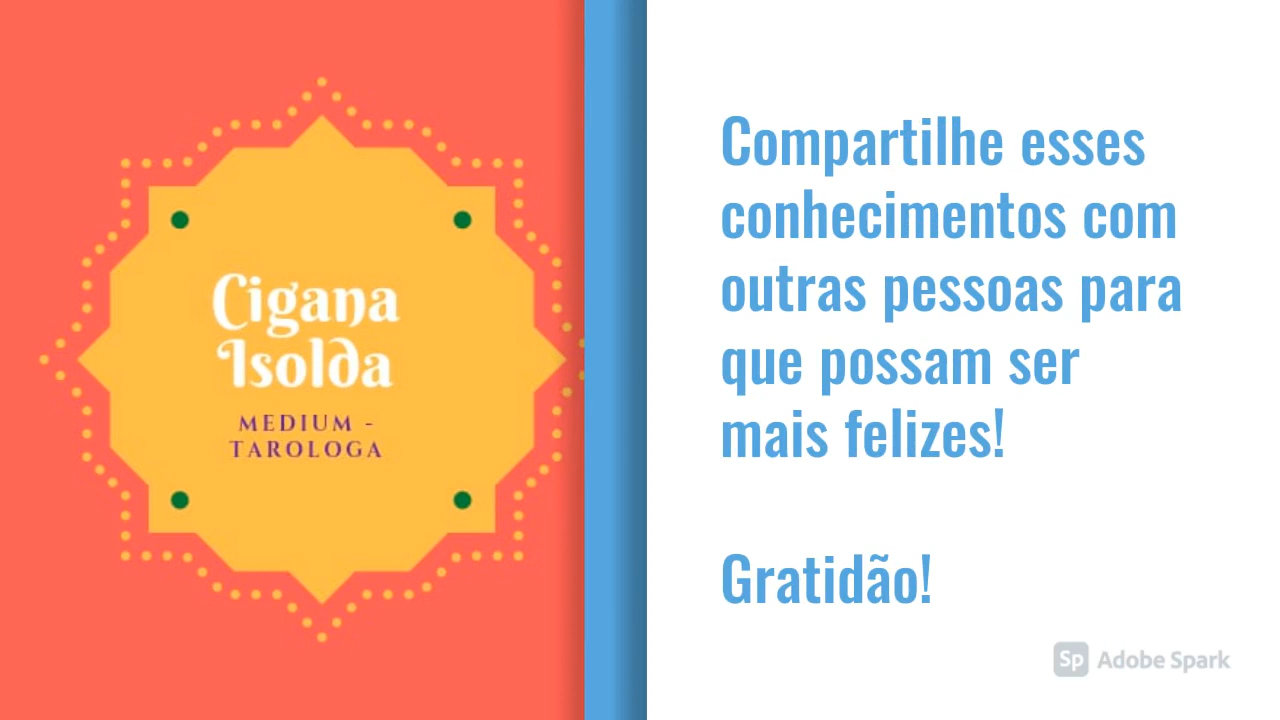 Cigana
Isolda
MEDIUM -
TAROLOGA
Compartilhe esses
conhecimentos com
outras pessoas para
que possam ser
mais felizes!
Gratidão!
Sp Adobe Spark